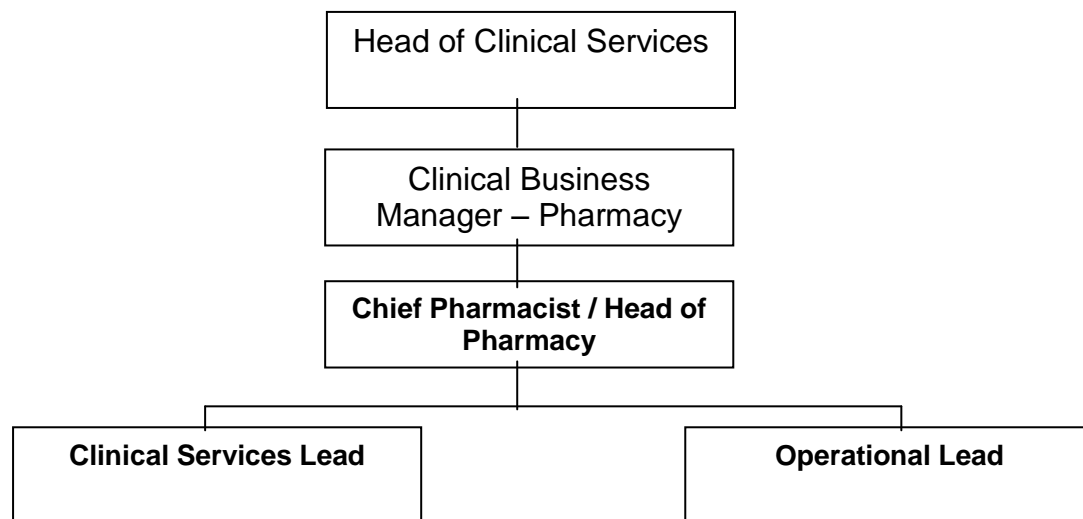 Head of Clinical Services
Clinical Business
Manager – Pharmacy
Chief Pharmacist / Head of
Pharmacy
Clinical Services Lead
Operational Lead